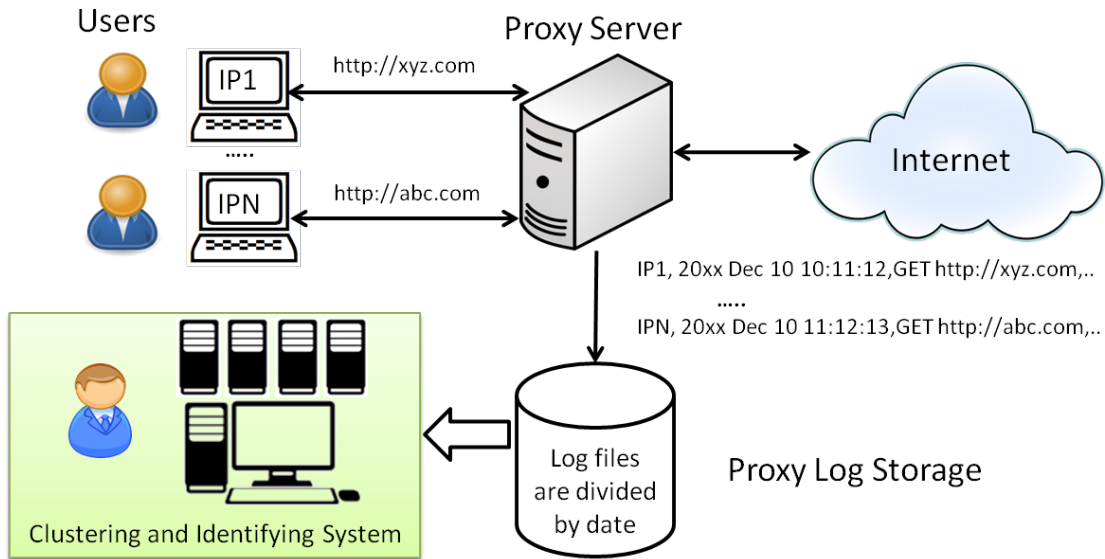 Users
Proxy Server
IP1
http://xyz.com
.....
IPN
http://abc.com
Internet
IP1, 20xx Dec 10 10:11:12,GET http://xyz.com,..
.....
IPN, 20xx Dec 10 11:12:13,GET http://abc.com,..
Log files
are divided
by date
Proxy Log Storage
Clustering and Identifying System